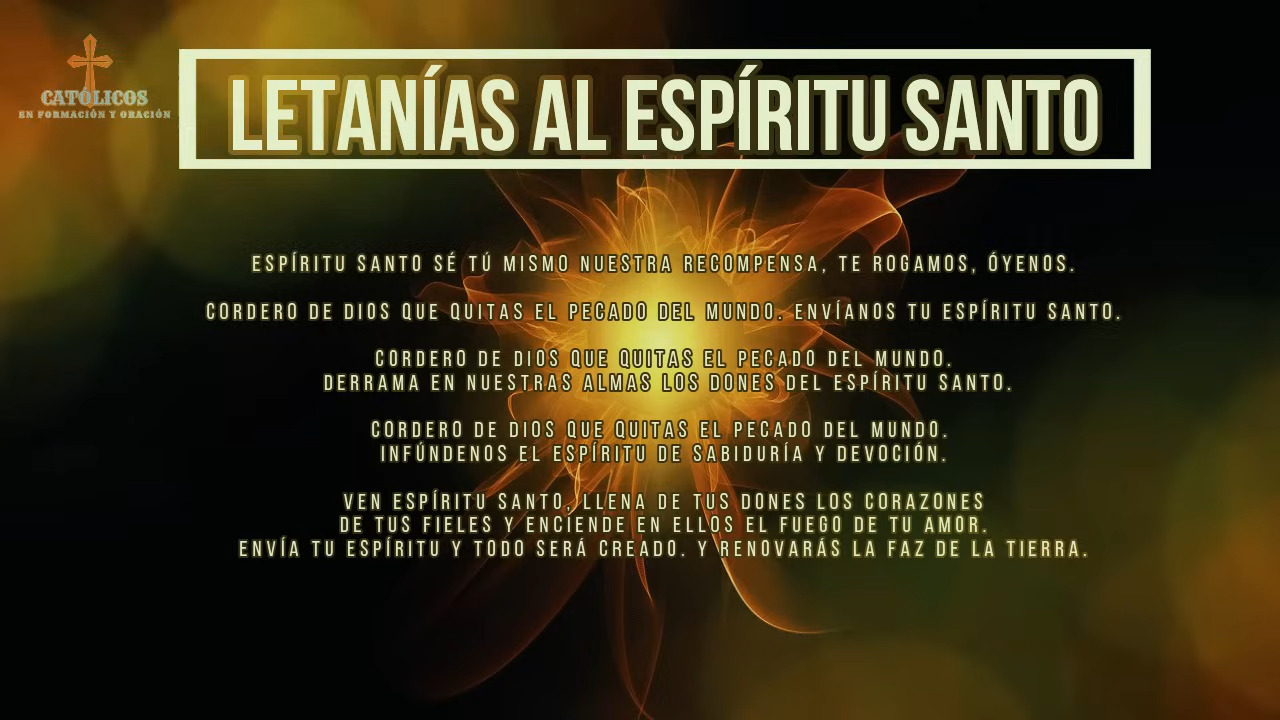 CATÓLICOS
EN FORMACIÓN Y ORACIÓN
LETANÍAS AL ESPÍRITU SANTO
ESPÍRITU SANTO SÉ TÚ MISMO NUESTRA RECOMPENSA, TE ROGAMOS, ÓYENOS.
CORDERO DE DIOS QUE QUITAS EL PECADO DEL MUNDO. ENVÍANOS TU ESPÍRITU SANTO.
CORDERO DE DIOS QUE QUITAS EL PECADO DEL MUNDO.
DERRAMA EN NUESTRAS ALMAS LOS DONES DEL ESPÍRITU SANTO.
CORDERO DE DIOS QUE QUITAS EL PECADO DEL MUNDO.
INFÚNDENOS EL ESPÍRITU DE SABIDURÍA Y DEVOCIÓN.
VEN ESPÍRITU SANTO, LLENA DE TUS DONES LOS CORAZONES
DE TUS FIELES Y ENCIENDE EN ELLOS EL FUEGO DE TU AMOR.
ENVÍA TU ESPÍRITU Y TODO SERÁ CREADO. Y RENOVARÁS LA FAZ DE LA TIERRA.